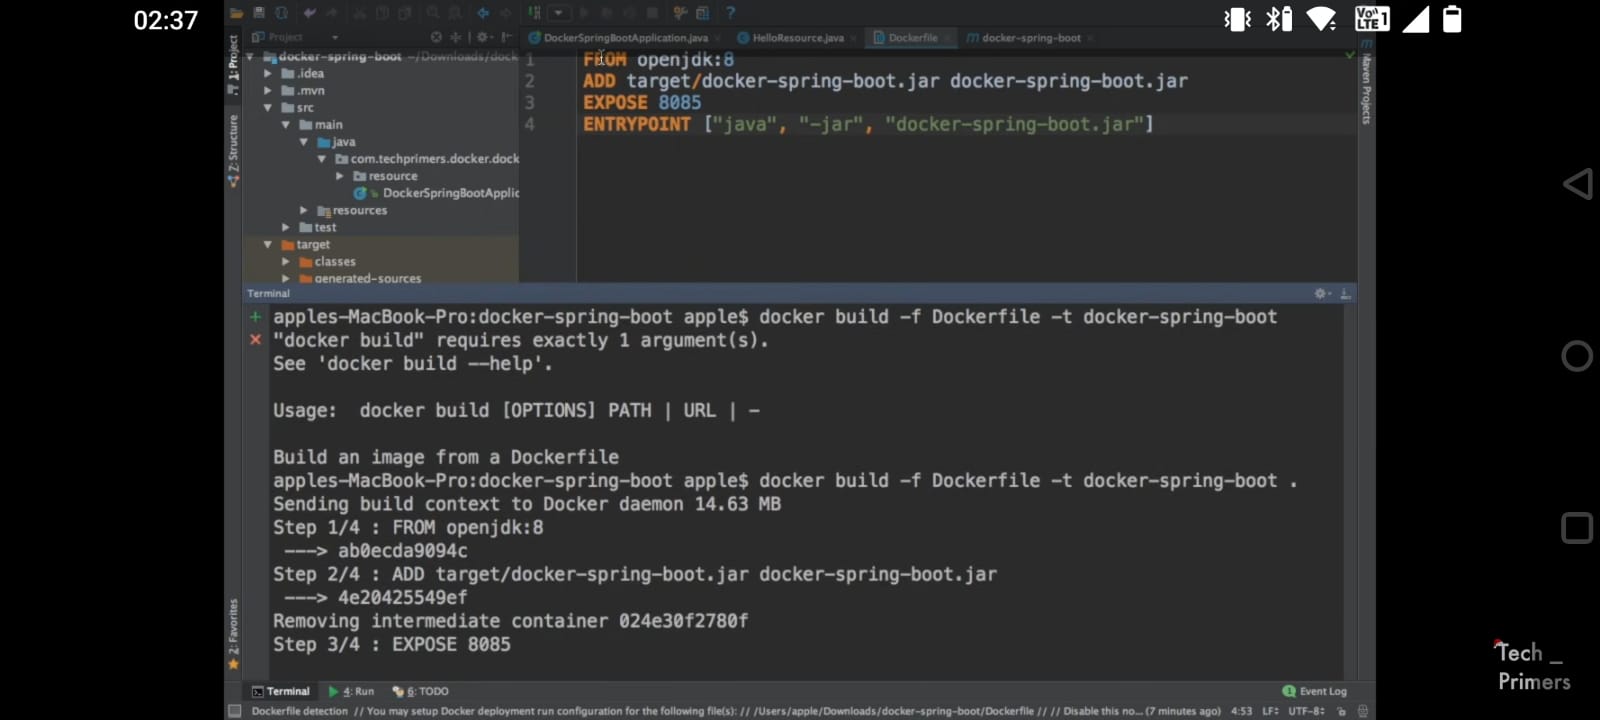 02:37
VoLTE 1
Project
DockerSpringBootApplication.java
HelloResource.java
Dockerfile
docker-spring-boot
1: Project
docker-spring-boot ~/Downloads/dock
.idea
.mvn
src
main
java
com.techprimers.docker.dock
resource
DockerSpringBootApplic
resources
test
target
classes
generated-sources
Z: Structure
Maven Projects
1 FROM openjdk:8
2 ADD target/docker-spring-boot.jar docker-spring-boot.jar
3 EXPOSE 8085
4 ENTRYPOINT ["java", "-jar", "docker-spring-boot.jar"]
Terminal
apples-MacBook-Pro:docker-spring-boot apple$ docker build -f Dockerfile -t docker-spring-boot
"docker build" requires exactly 1 argument(s).
See 'docker build --help'.
Usage:  docker build [OPTIONS] PATH | URL | -
Build an image from a Dockerfile
apples-MacBook-Pro:docker-spring-boot apple$ docker build -f Dockerfile -t docker-spring-boot .
Sending build context to Docker daemon 14.63 MB
Step 1/4 : FROM openjdk:8
 ---> ab0ecda9094c
Step 2/4 : ADD target/docker-spring-boot.jar docker-spring-boot.jar
 ---> 4e20425549ef
Removing intermediate container 024e30f2780f
Step 3/4 : EXPOSE 8085
2: Favorites
Terminal
4: Run
6: TODO
1 Event Log
Dockerfile detection // You may setup Docker deployment run configuration for the following file(s): // /Users/apple/Downloads/docker-spring-boot/Dockerfile // // Disable this no... (7 minutes ago)
4:53 LF÷ UTF-8÷
Tech _
Primers